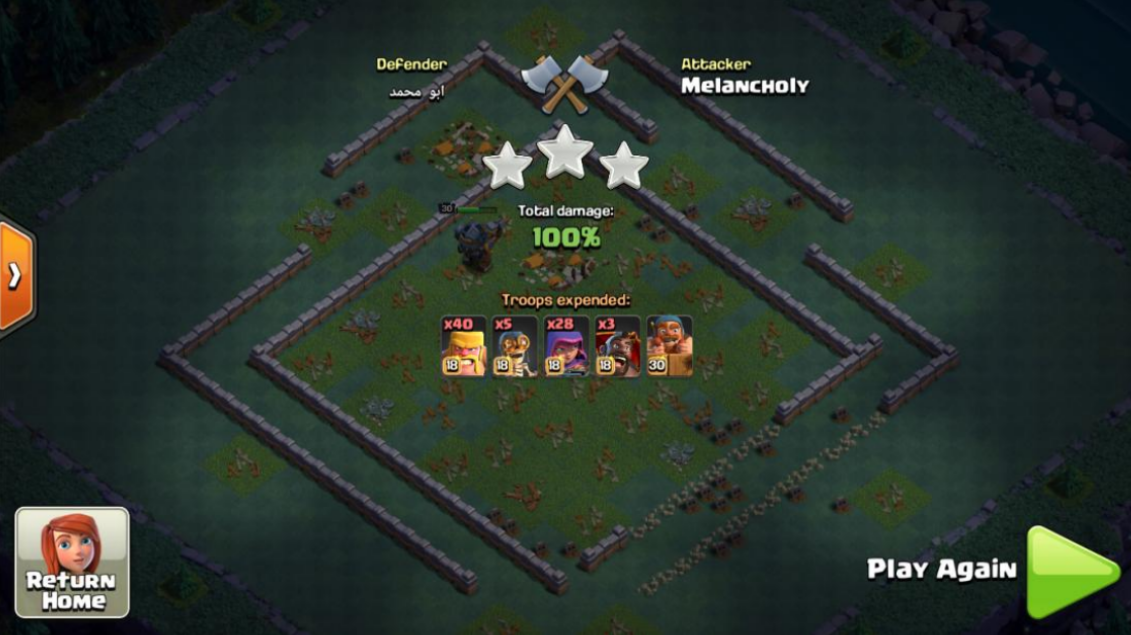 Defender
ابو محمد
Attacker
Melancholy
30
Total damage:
100%
Troops expended:
x40 x5 x28 x3
18 18 18 18 30
Return
Home
Play Again